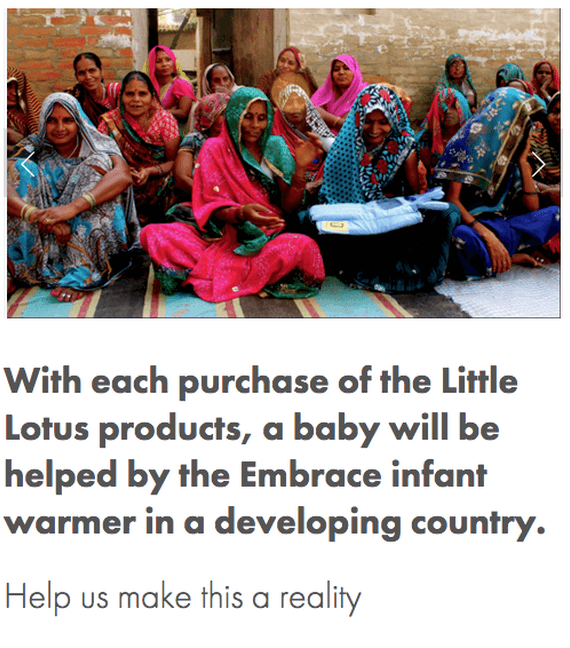 With each purchase of the Little
Lotus products, a baby will be
helped by the Embrace infant
warmer in a developing country.
Help us make this a reality